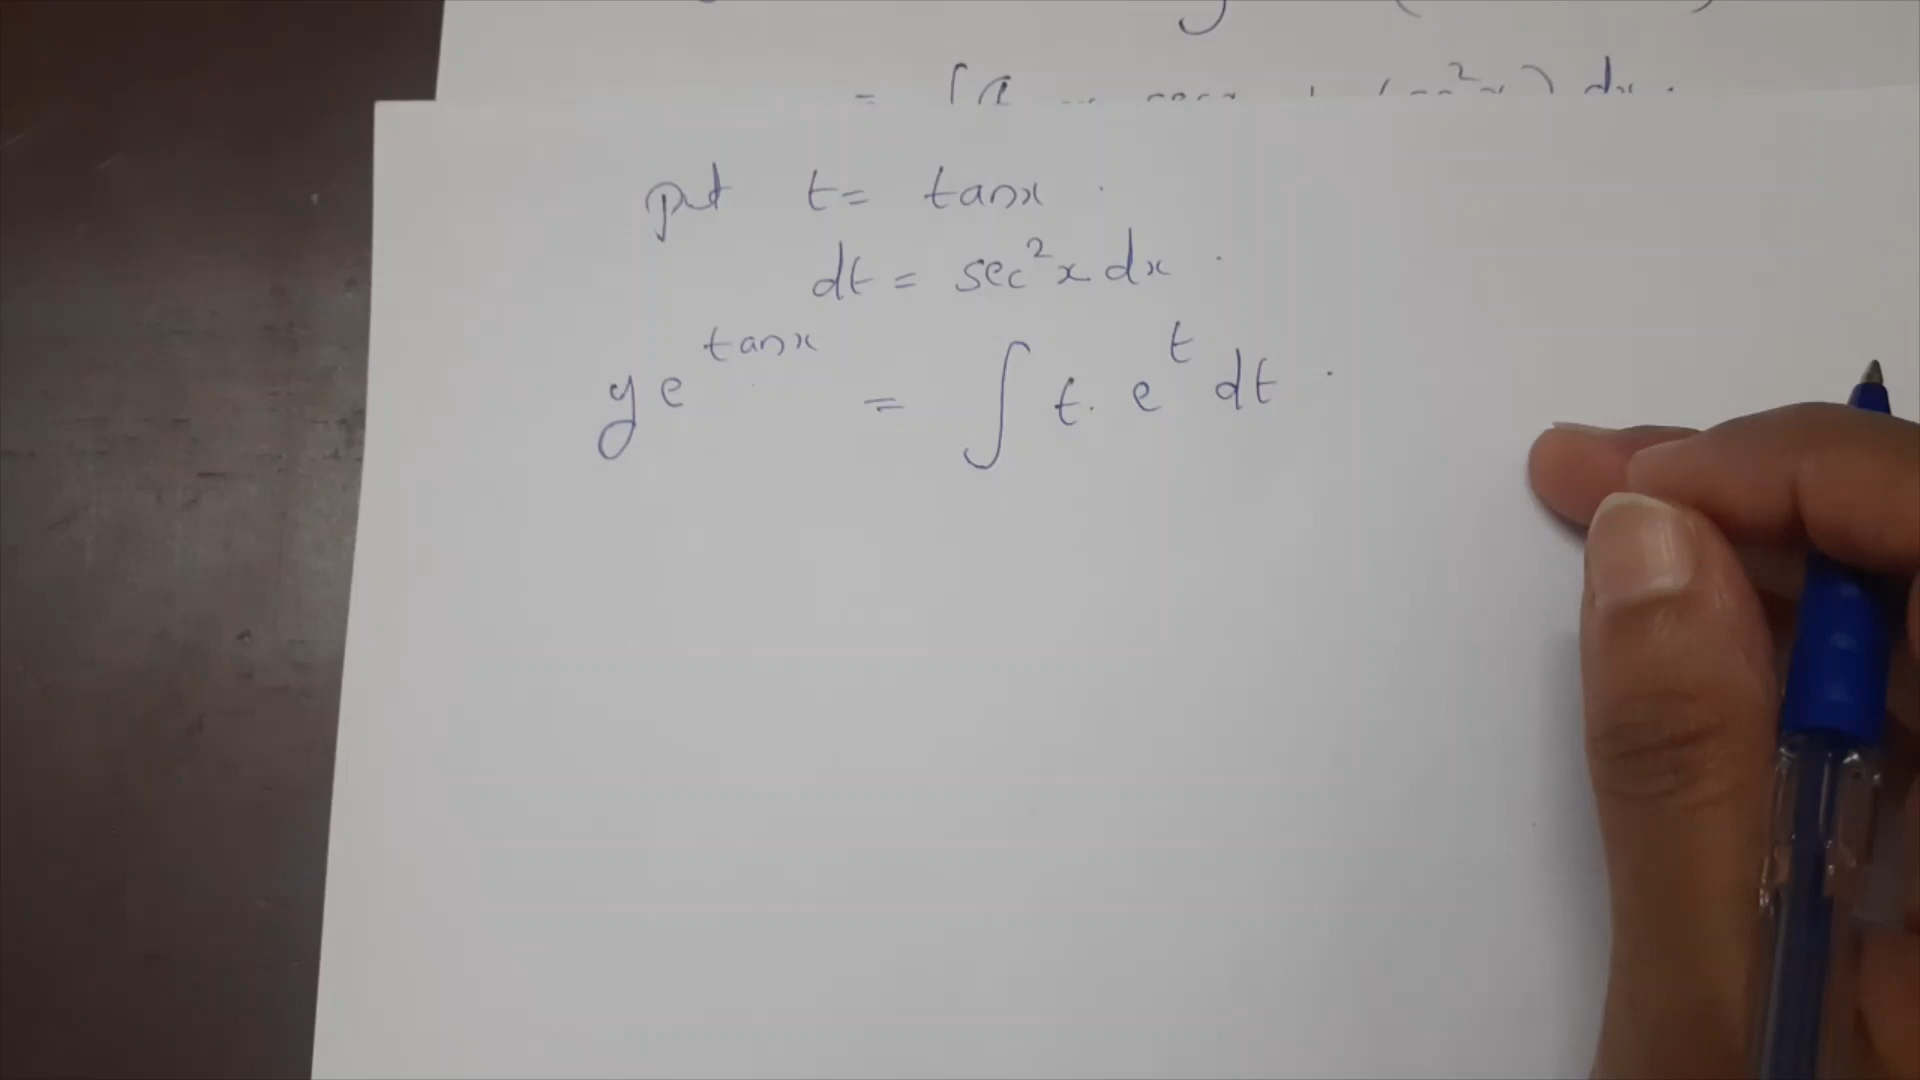 put t = tanx .
dt = sec²x dx .
y e^tanx = ∫ t. e^t dt .